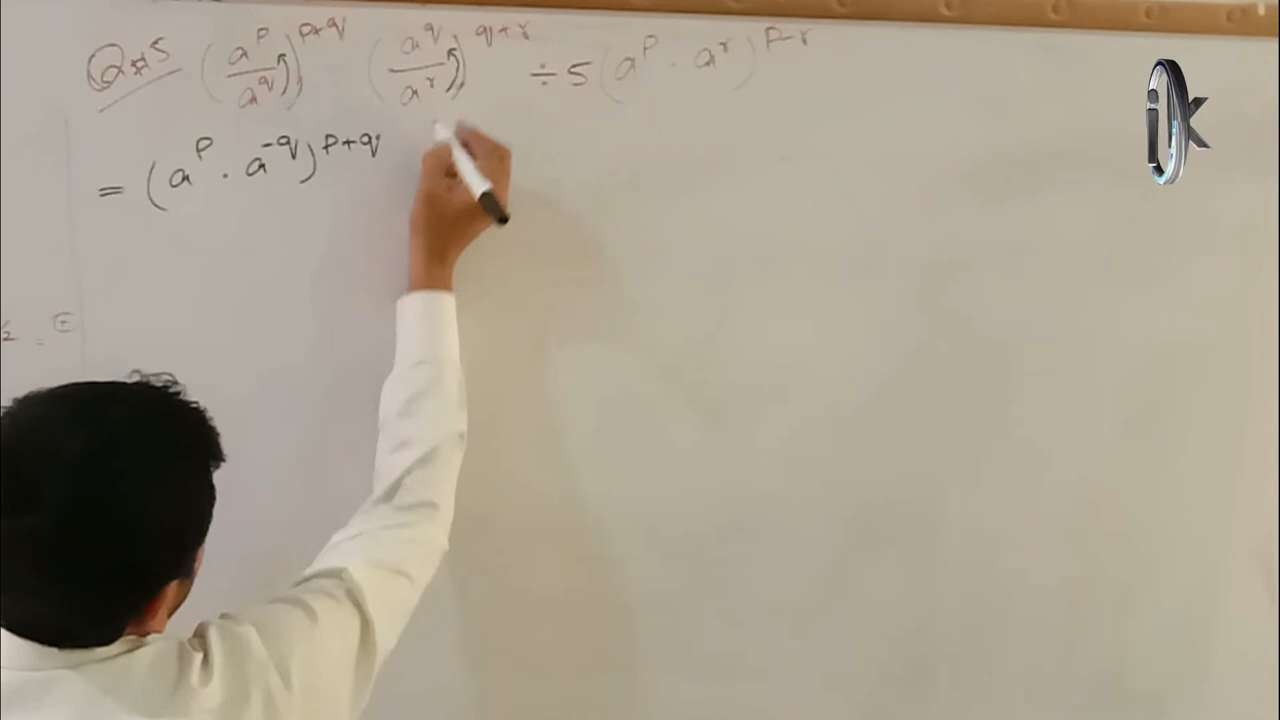 Q#5 (a^p/a^q)^p+q (a^q/a^r)^q+r ÷ 5(a^p · a^r)^p-r
= (a^p · a^-q)^p+q